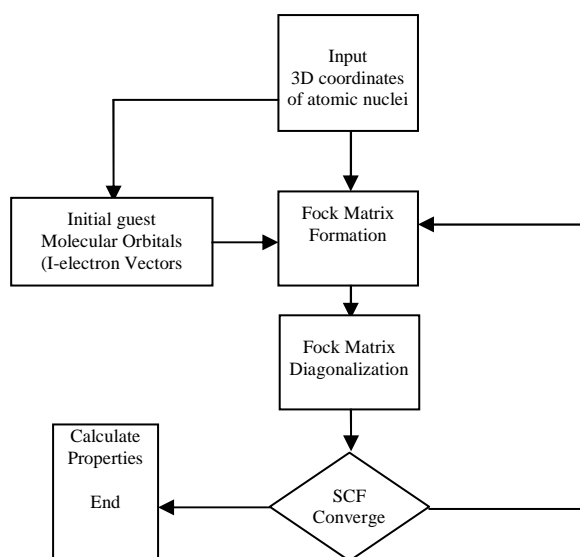 Input
3D coordinates
of atomic nuclei
Initial guest
Molecular Orbitals
(I-electron Vectors
Fock Matrix
Formation
Fock Matrix
Diagonalization
SCF
Converge
Calculate
Properties
End